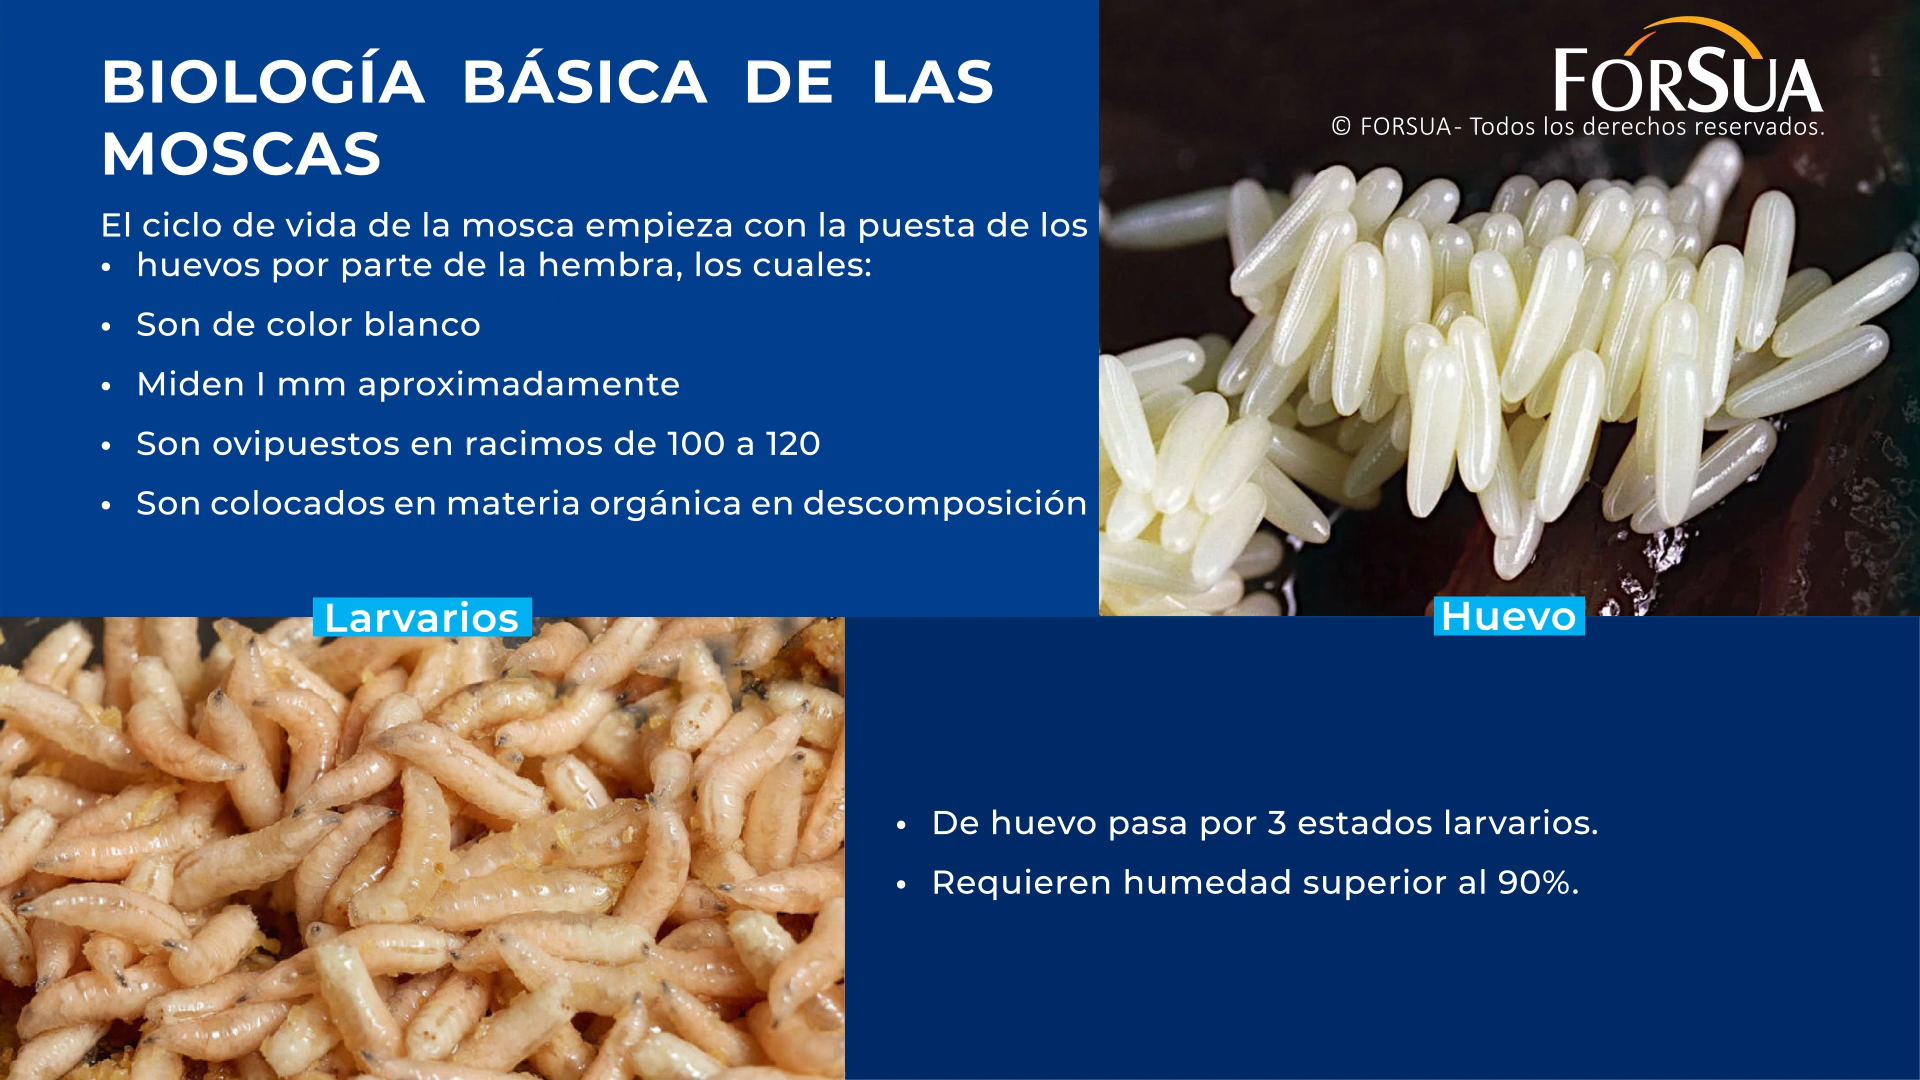 BIOLOGÍA BÁSICA DE LAS
MOSCAS
El ciclo de vida de la mosca empieza con la puesta de los
• huevos por parte de la hembra, los cuales:
• Son de color blanco
• Miden I mm aproximadamente
• Son ovipuestos en racimos de 100 a 120
• Son colocados en materia orgánica en descomposición
FORSUA
© FORSUA- Todos los derechos reservados.
Larvarios
Huevo
• De huevo pasa por 3 estados larvarios.
• Requieren humedad superior al 90%.